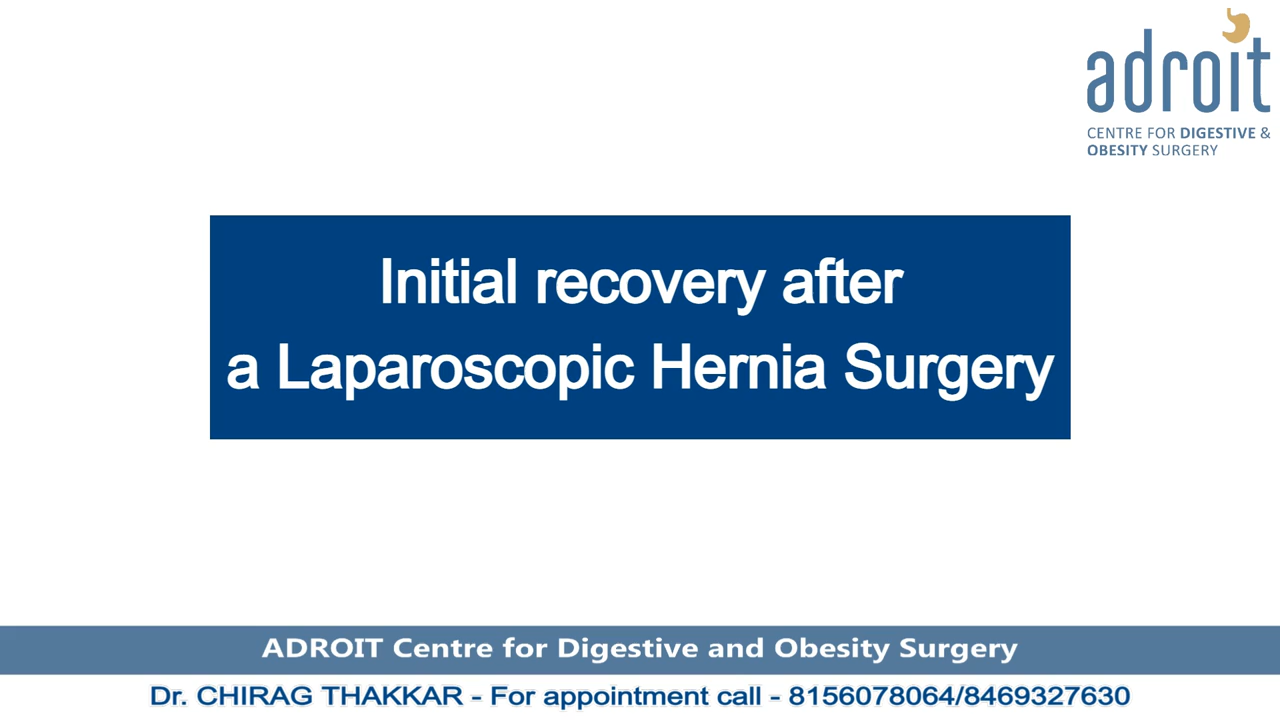 adroit
CENTRE FOR DIGESTIVE &
OBESITY SURGERY
Initial recovery after
a Laparoscopic Hernia Surgery
ADROIT Centre for Digestive and Obesity Surgery
Dr. CHIRAG THAKKAR - For appointment call - 8156078064/8469327630